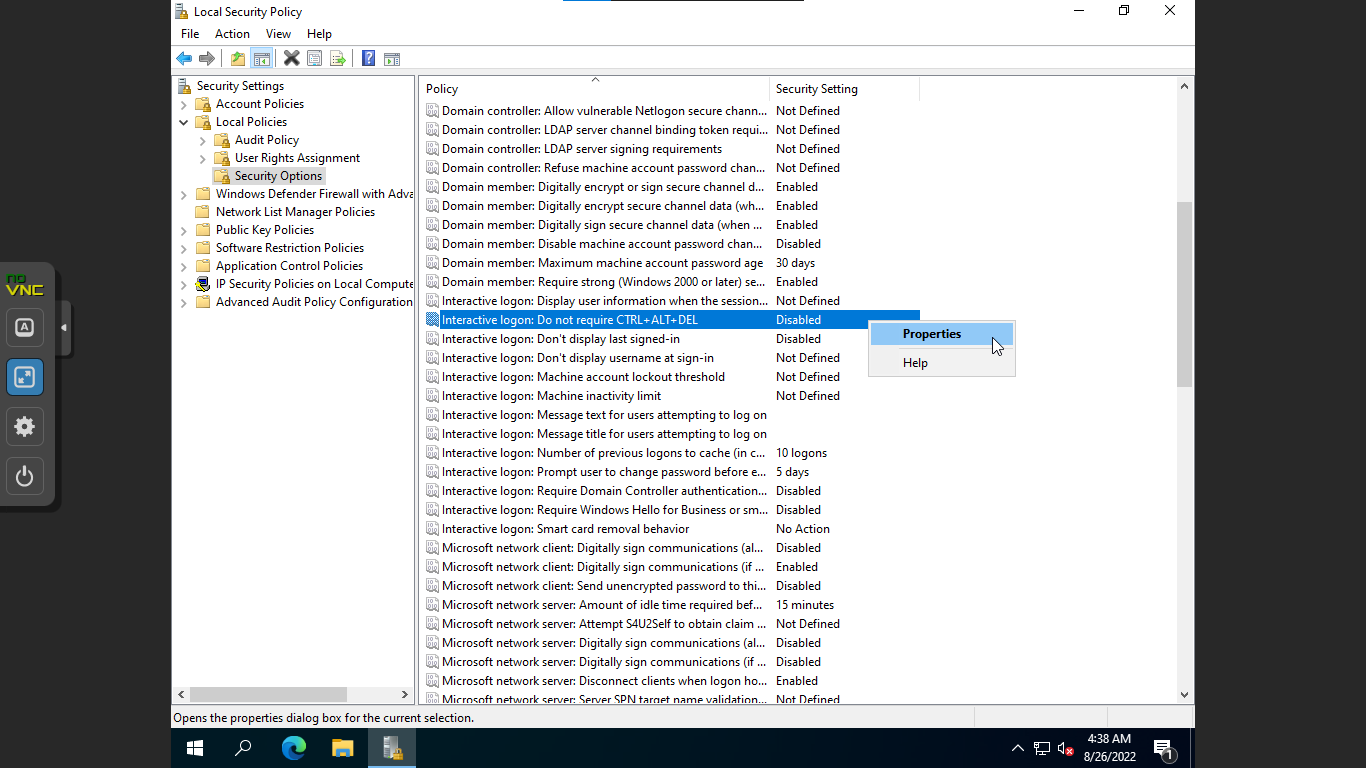 Local Security Policy
File Action View Help
Security Settings
Account Policies
Local Policies
Audit Policy
User Rights Assignment
Security Options
Windows Defender Firewall with Adva
Network List Manager Policies
Public Key Policies
Software Restriction Policies
Application Control Policies
IP Security Policies on Local Compute
Advanced Audit Policy Configuration
Policy Security Setting
Domain controller: Allow vulnerable Netlogon secure chann... Not Defined
Domain controller: LDAP server channel binding token requi... Not Defined
Domain controller: LDAP server signing requirements Not Defined
Domain controller: Refuse machine account password chan... Not Defined
Domain member: Digitally encrypt or sign secure channel d... Enabled
Domain member: Digitally encrypt secure channel data (wh... Enabled
Domain member: Digitally sign secure channel data (when ... Enabled
Domain member: Disable machine account password chan... Disabled
Domain member: Maximum machine account password age 30 days
Domain member: Require strong (Windows 2000 or later) se... Enabled
Interactive logon: Display user information when the session... Not Defined
Interactive logon: Do not require CTRL+ALT+DEL Disabled
Interactive logon: Don't display last signed-in Disabled
Interactive logon: Don't display username at sign-in Not Defined
Interactive logon: Machine account lockout threshold Not Defined
Interactive logon: Machine inactivity limit Not Defined
Interactive logon: Message text for users attempting to log on
Interactive logon: Message title for users attempting to log on
Interactive logon: Number of previous logons to cache (in c... 10 logons
Interactive logon: Prompt user to change password before e... 5 days
Interactive logon: Require Domain Controller authentication... Disabled
Interactive logon: Require Windows Hello for Business or sm... Disabled
Interactive logon: Smart card removal behavior No Action
Microsoft network client: Digitally sign communications (al... Disabled
Microsoft network client: Digitally sign communications (if ... Enabled
Microsoft network client: Send unencrypted password to thi... Disabled
Microsoft network server: Amount of idle time required bef... 15 minutes
Microsoft network server: Attempt S4U2Self to obtain claim ... Not Defined
Microsoft network server: Digitally sign communications (al... Disabled
Microsoft network server: Digitally sign communications (if ... Disabled
Microsoft network server: Disconnect clients when logon ho... Enabled
Microsoft network server: Server SPN target name validation... Not Defined
Properties
Help
Opens the properties dialog box for the current selection.
4:38 AM
8/26/2022
1
no
VNC
A